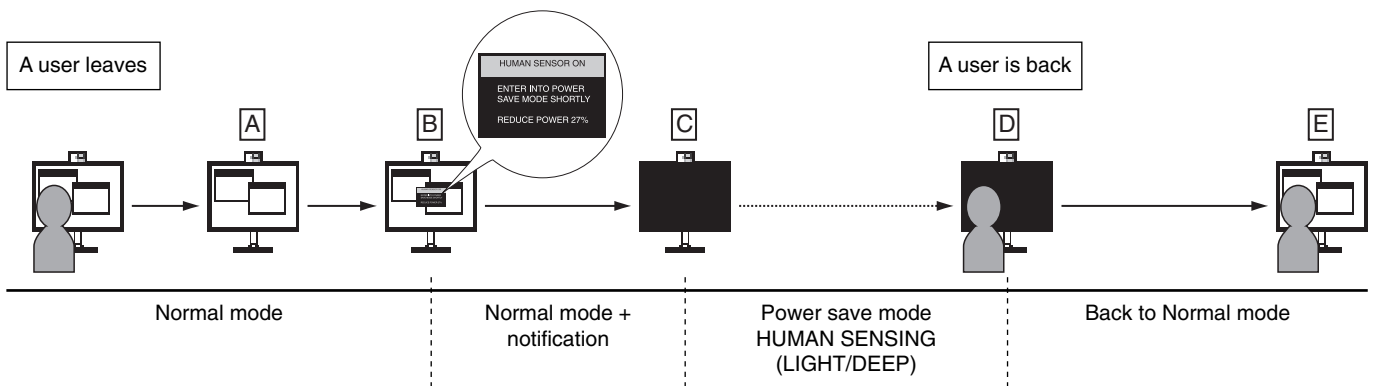 A user leaves
A user is back
HUMAN SENSOR ON
ENTER INTO POWER
SAVE MODE SHORTLY
REDUCE POWER 27%
A
B
C
D
E
Normal mode
Normal mode +
notification
Power save mode
HUMAN SENSING
(LIGHT/DEEP)
Back to Normal mode